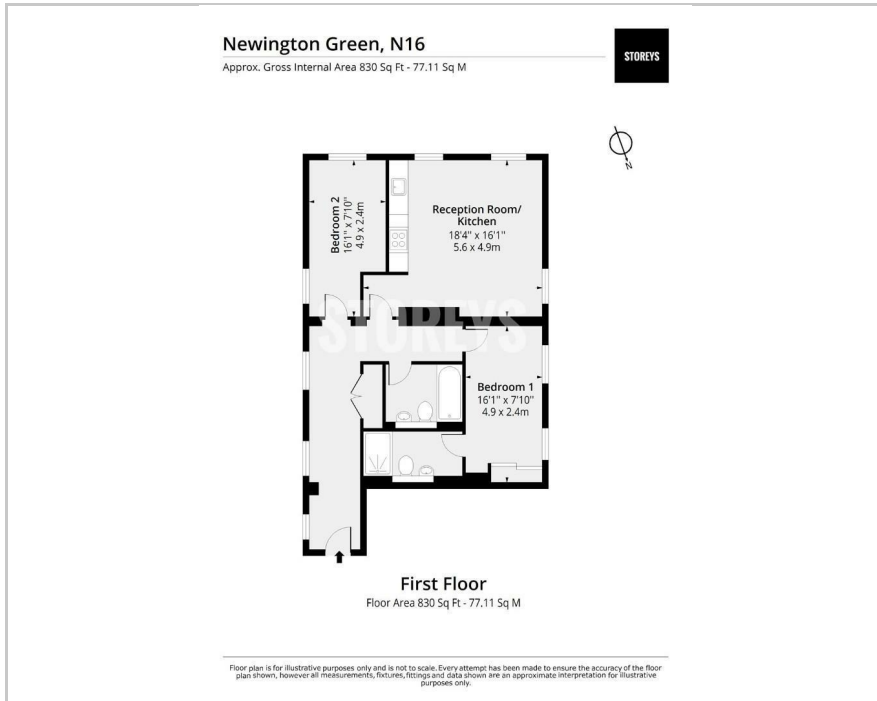 Newington Green, N16
Approx. Gross Internal Area 830 Sq Ft - 77.11 Sq M
STOREYS
N
Bedroom 2
16'1" x 7'10"
4.9 x 2.4m
Reception Room/
Kitchen
18'4" x 16'1"
5.6 x 4.9m
STOREYS
Bedroom 1
16'1" x 7'10"
4.9 x 2.4m
First Floor
Floor Area 830 Sq Ft - 77.11 Sq M
Floor plan is for illustrative purposes only and is not to scale. Every attempt has been made to ensure the accuracy of the floor
plan shown, however all measurements, fixtures, fittings and data shown are an approximate interpretation for illustrative
purposes only.